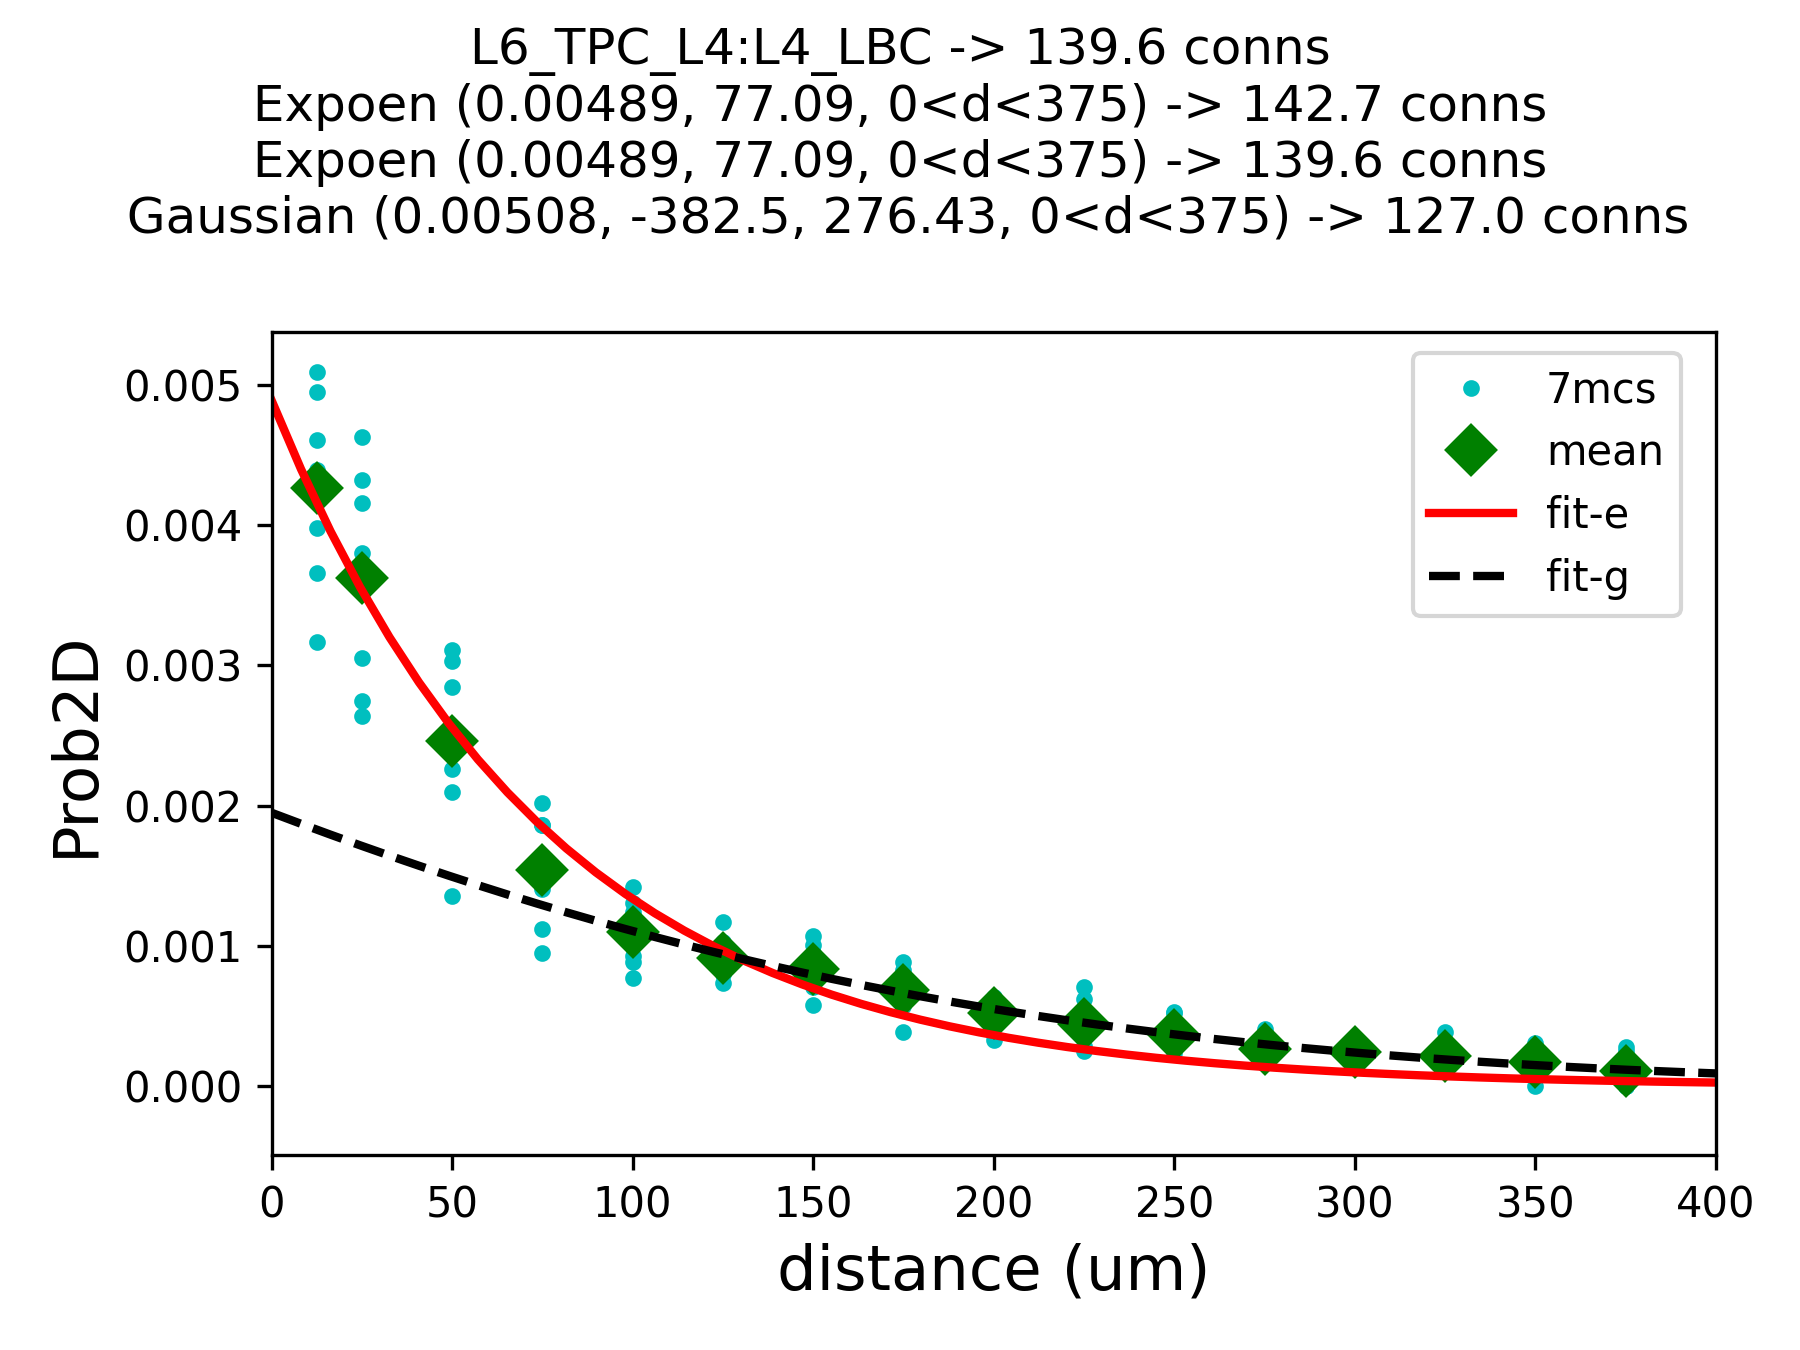 L6_TPC_L4:L4_LBC -> 139.6 conns
Expoen (0.00489, 77.09, 0<d<375) -> 142.7 conns
Expoen (0.00489, 77.09, 0<d<375) -> 139.6 conns
Gaussian (0.00508, -382.5, 276.43, 0<d<375) -> 127.0 conns
7mcs
mean
fit-e
fit-g
Prob2D
0.005
0.004
0.003
0.002
0.001
0.000
0 50 100 150 200 250 300 350 400
distance (um)